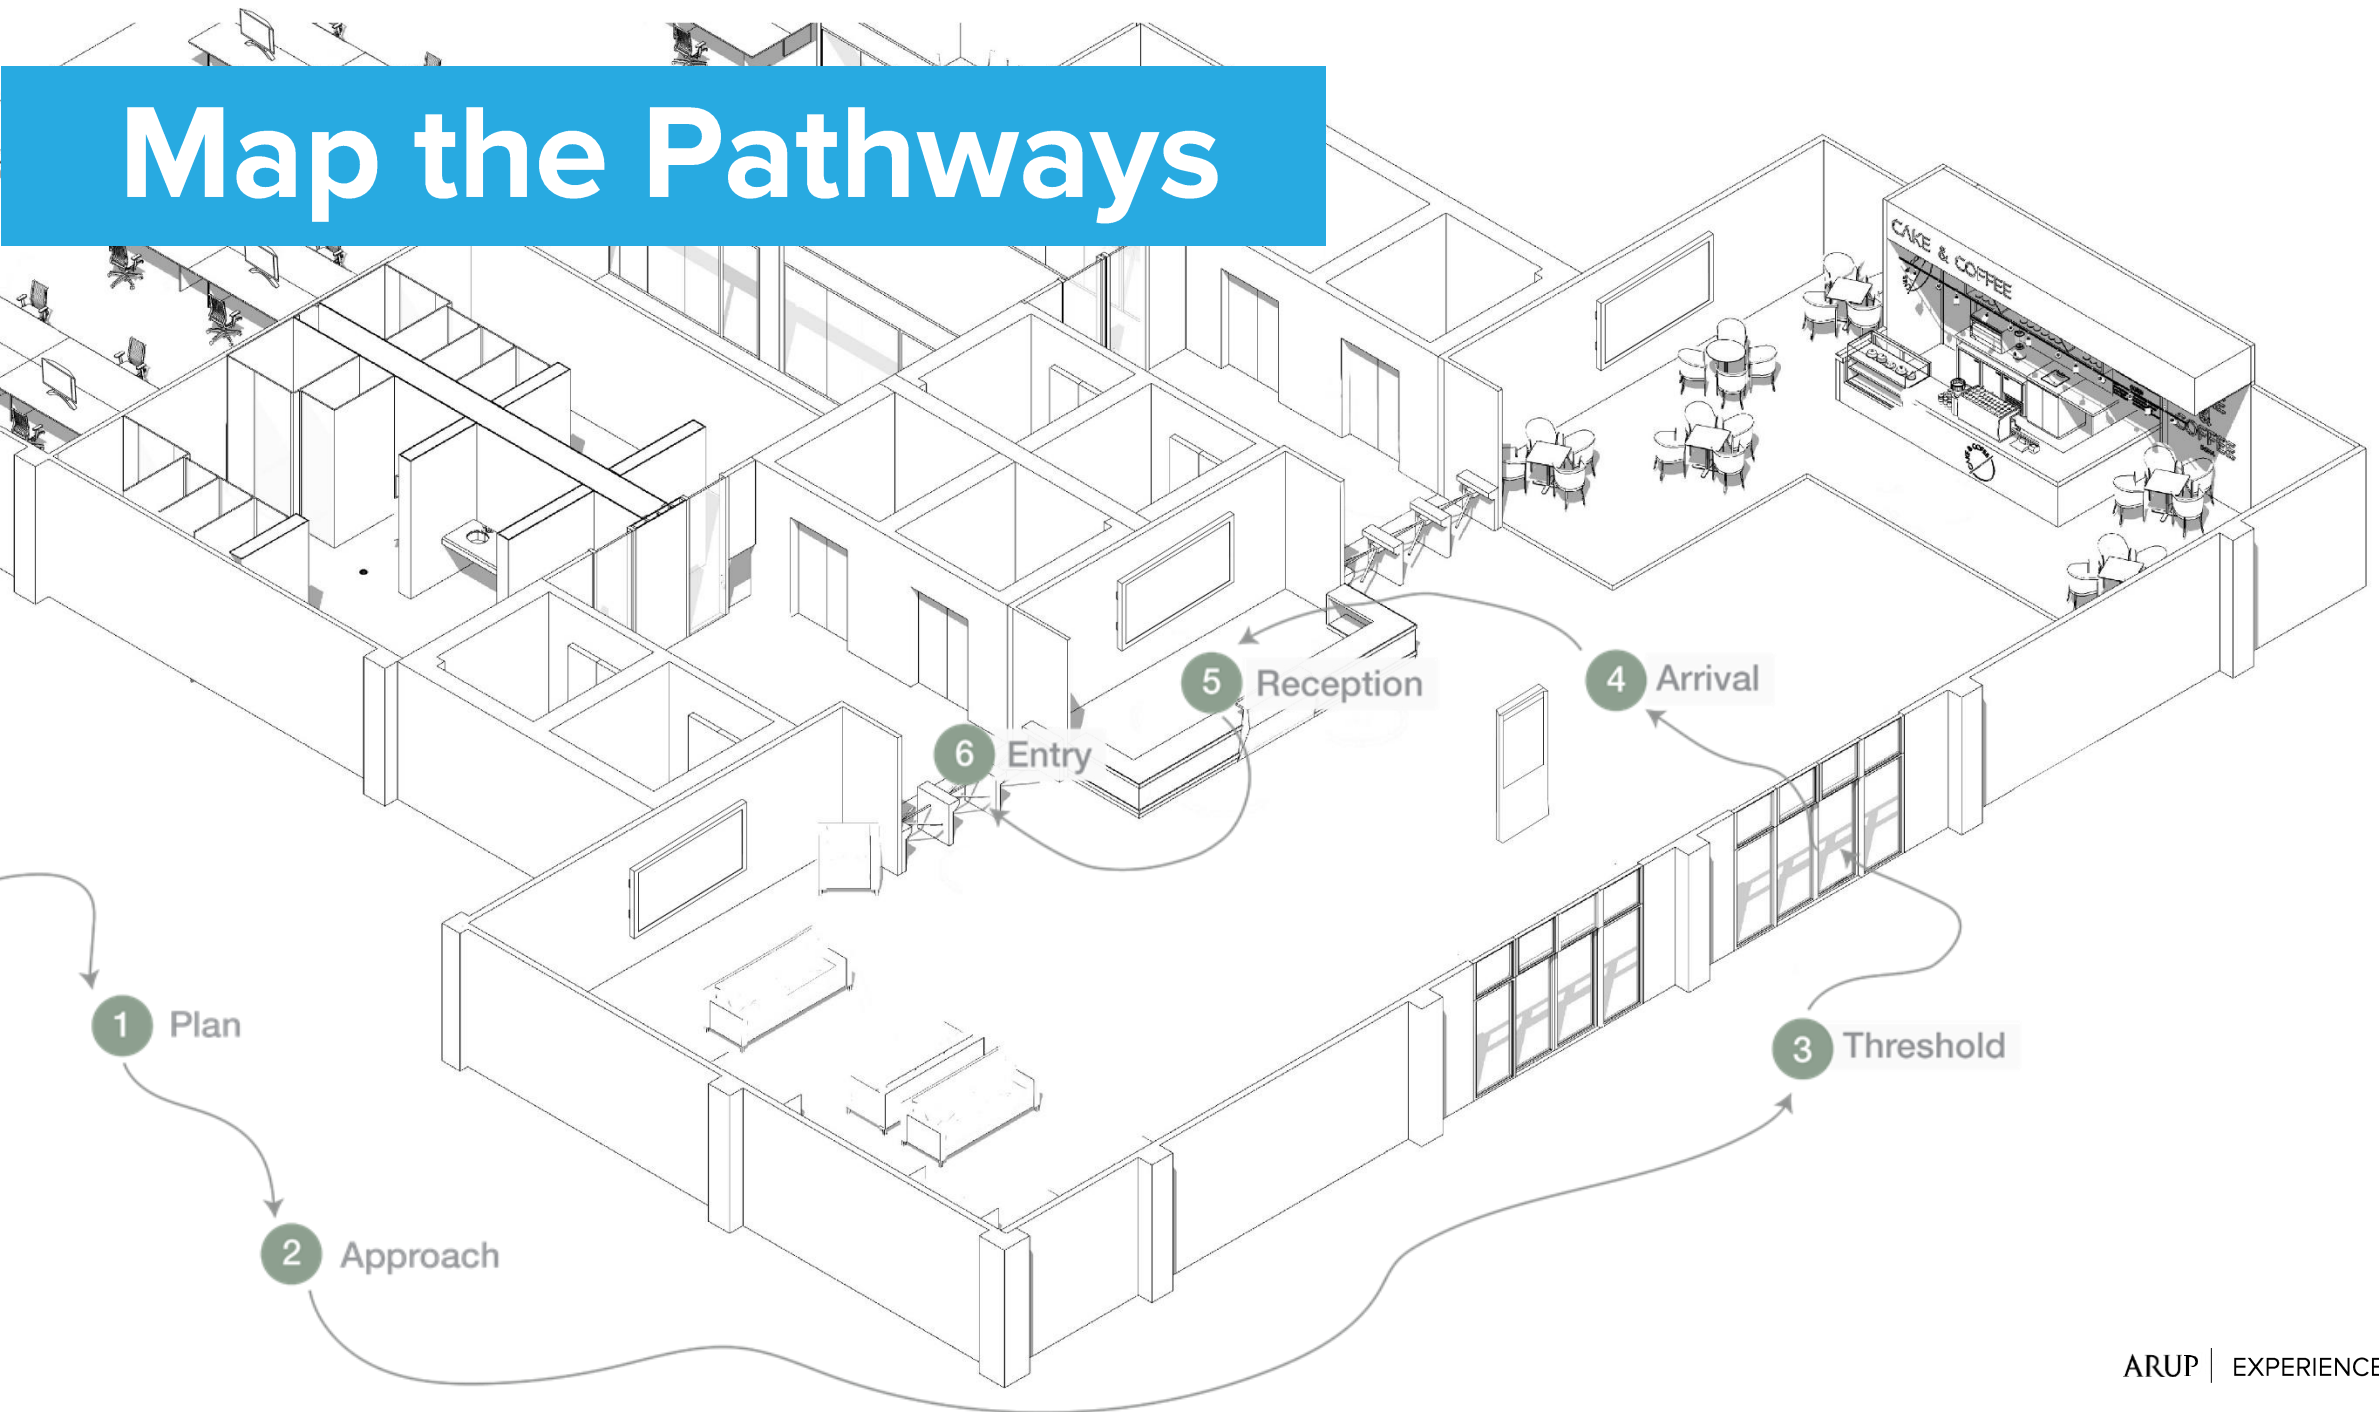 Map the Pathways
CAKE & COFFEE
COFFEE
5 Reception
4 Arrival
6 Entry
1 Plan
3 Threshold
2 Approach
ARUP | EXPERIENCE